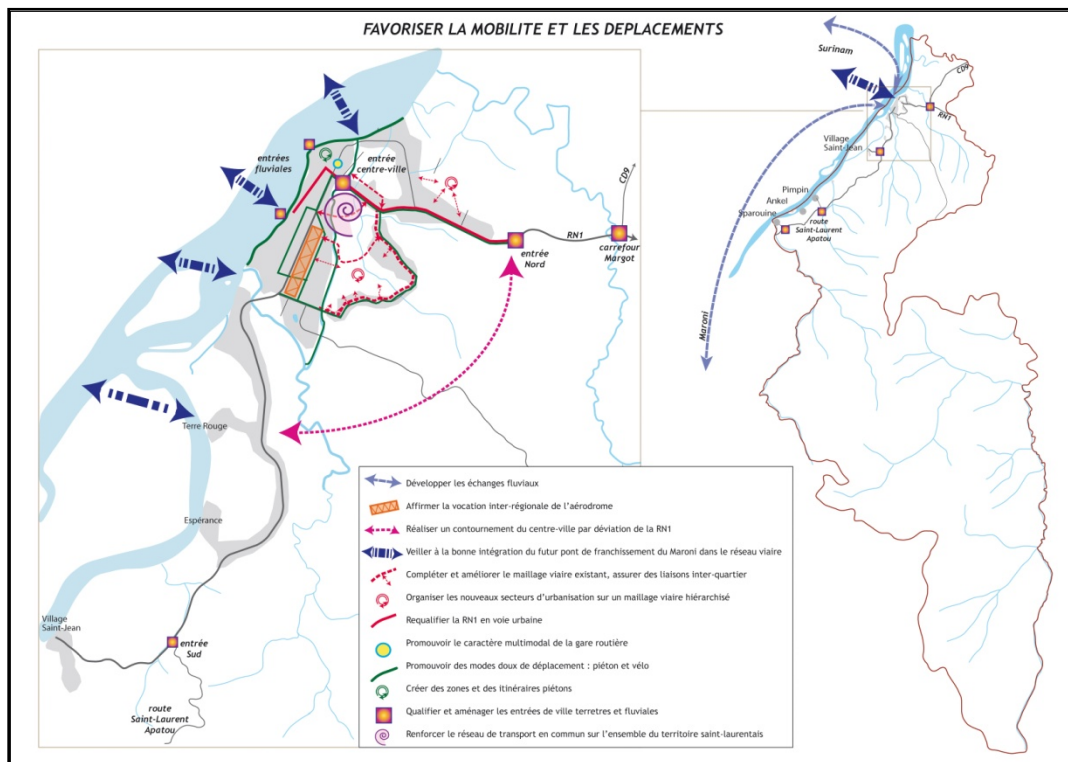 FAVORISER LA MOBILITE ET LES DEPLACEMENTS
entrées
fluviales
entrée
centre-ville
CD9
RN1
entrée
Nord
carrefour
Margot
Terre Rouge
Espérance
Village
Saint-Jean
entrée
Sud
route
Saint-Laurent
Apatou
Surinam
CD9
RN1
Village
Saint-Jean
Pimpin
Ankel
Sparouine
route
Saint-Laurent
Apatou
Maroni
Développer les échanges fluviaux
Affirmer la vocation inter-régionale de l'aérodrome
Réaliser un contournement du centre-ville par déviation de la RN1
Veiller à la bonne intégration du futur pont de franchissement du Maroni dans le réseau viaire
Compléter et améliorer le maillage viaire existant, assurer des liaisons inter-quartier
Organiser les nouveaux secteurs d'urbanisation sur un maillage viaire hiérarchisé
Requalifier la RN1 en voie urbaine
Promouvoir le caractère multimodal de la gare routière
Promouvoir des modes doux de déplacement : piéton et vélo
Créer des zones et des itinéraires piétons
Qualifier et aménager les entrées de ville terretres et fluviales
Renforcer le réseau de transport en commun sur l'ensemble du territoire saint-laurentais